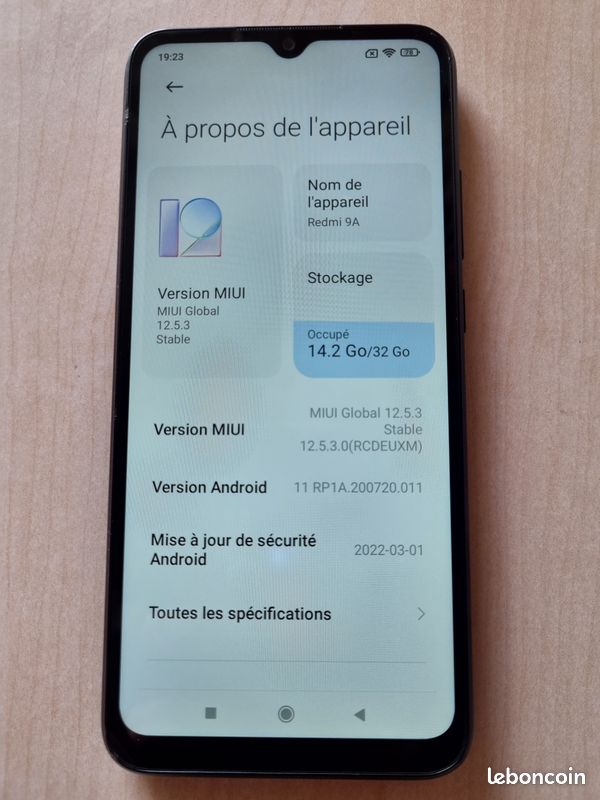 19:23
78
À propos de l'appareil
12
Version MIUI
MIUI Global
12.5.3
Stable
Nom de
l'appareil
Redmi 9A
Stockage
Occupé
14.2 Go/32 Go
Version MIUI
MIUI Global 12.5.3
Stable
12.5.3.0(RCDEUXM)
Version Android
11 RP1A.200720.011
Mise à jour de sécurité
Android
2022-03-01
Toutes les spécifications
leboncoin